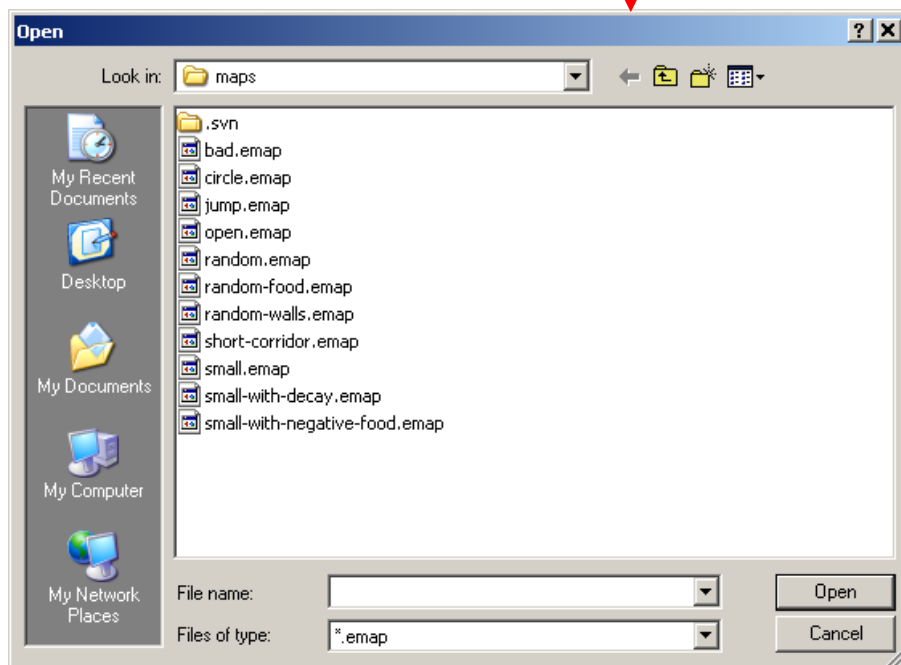 Open
Look in:
maps
My Recent
Documents
Desktop
My Documents
My Computer
My Network
Places
.svn
bad.emap
circle.emap
jump.emap
open.emap
random.emap
random-food.emap
random-walls.emap
short-corridor.emap
small.emap
small-with-decay.emap
small-with-negative-food.emap
File name:
Open
Files of type:
*.emap
Cancel